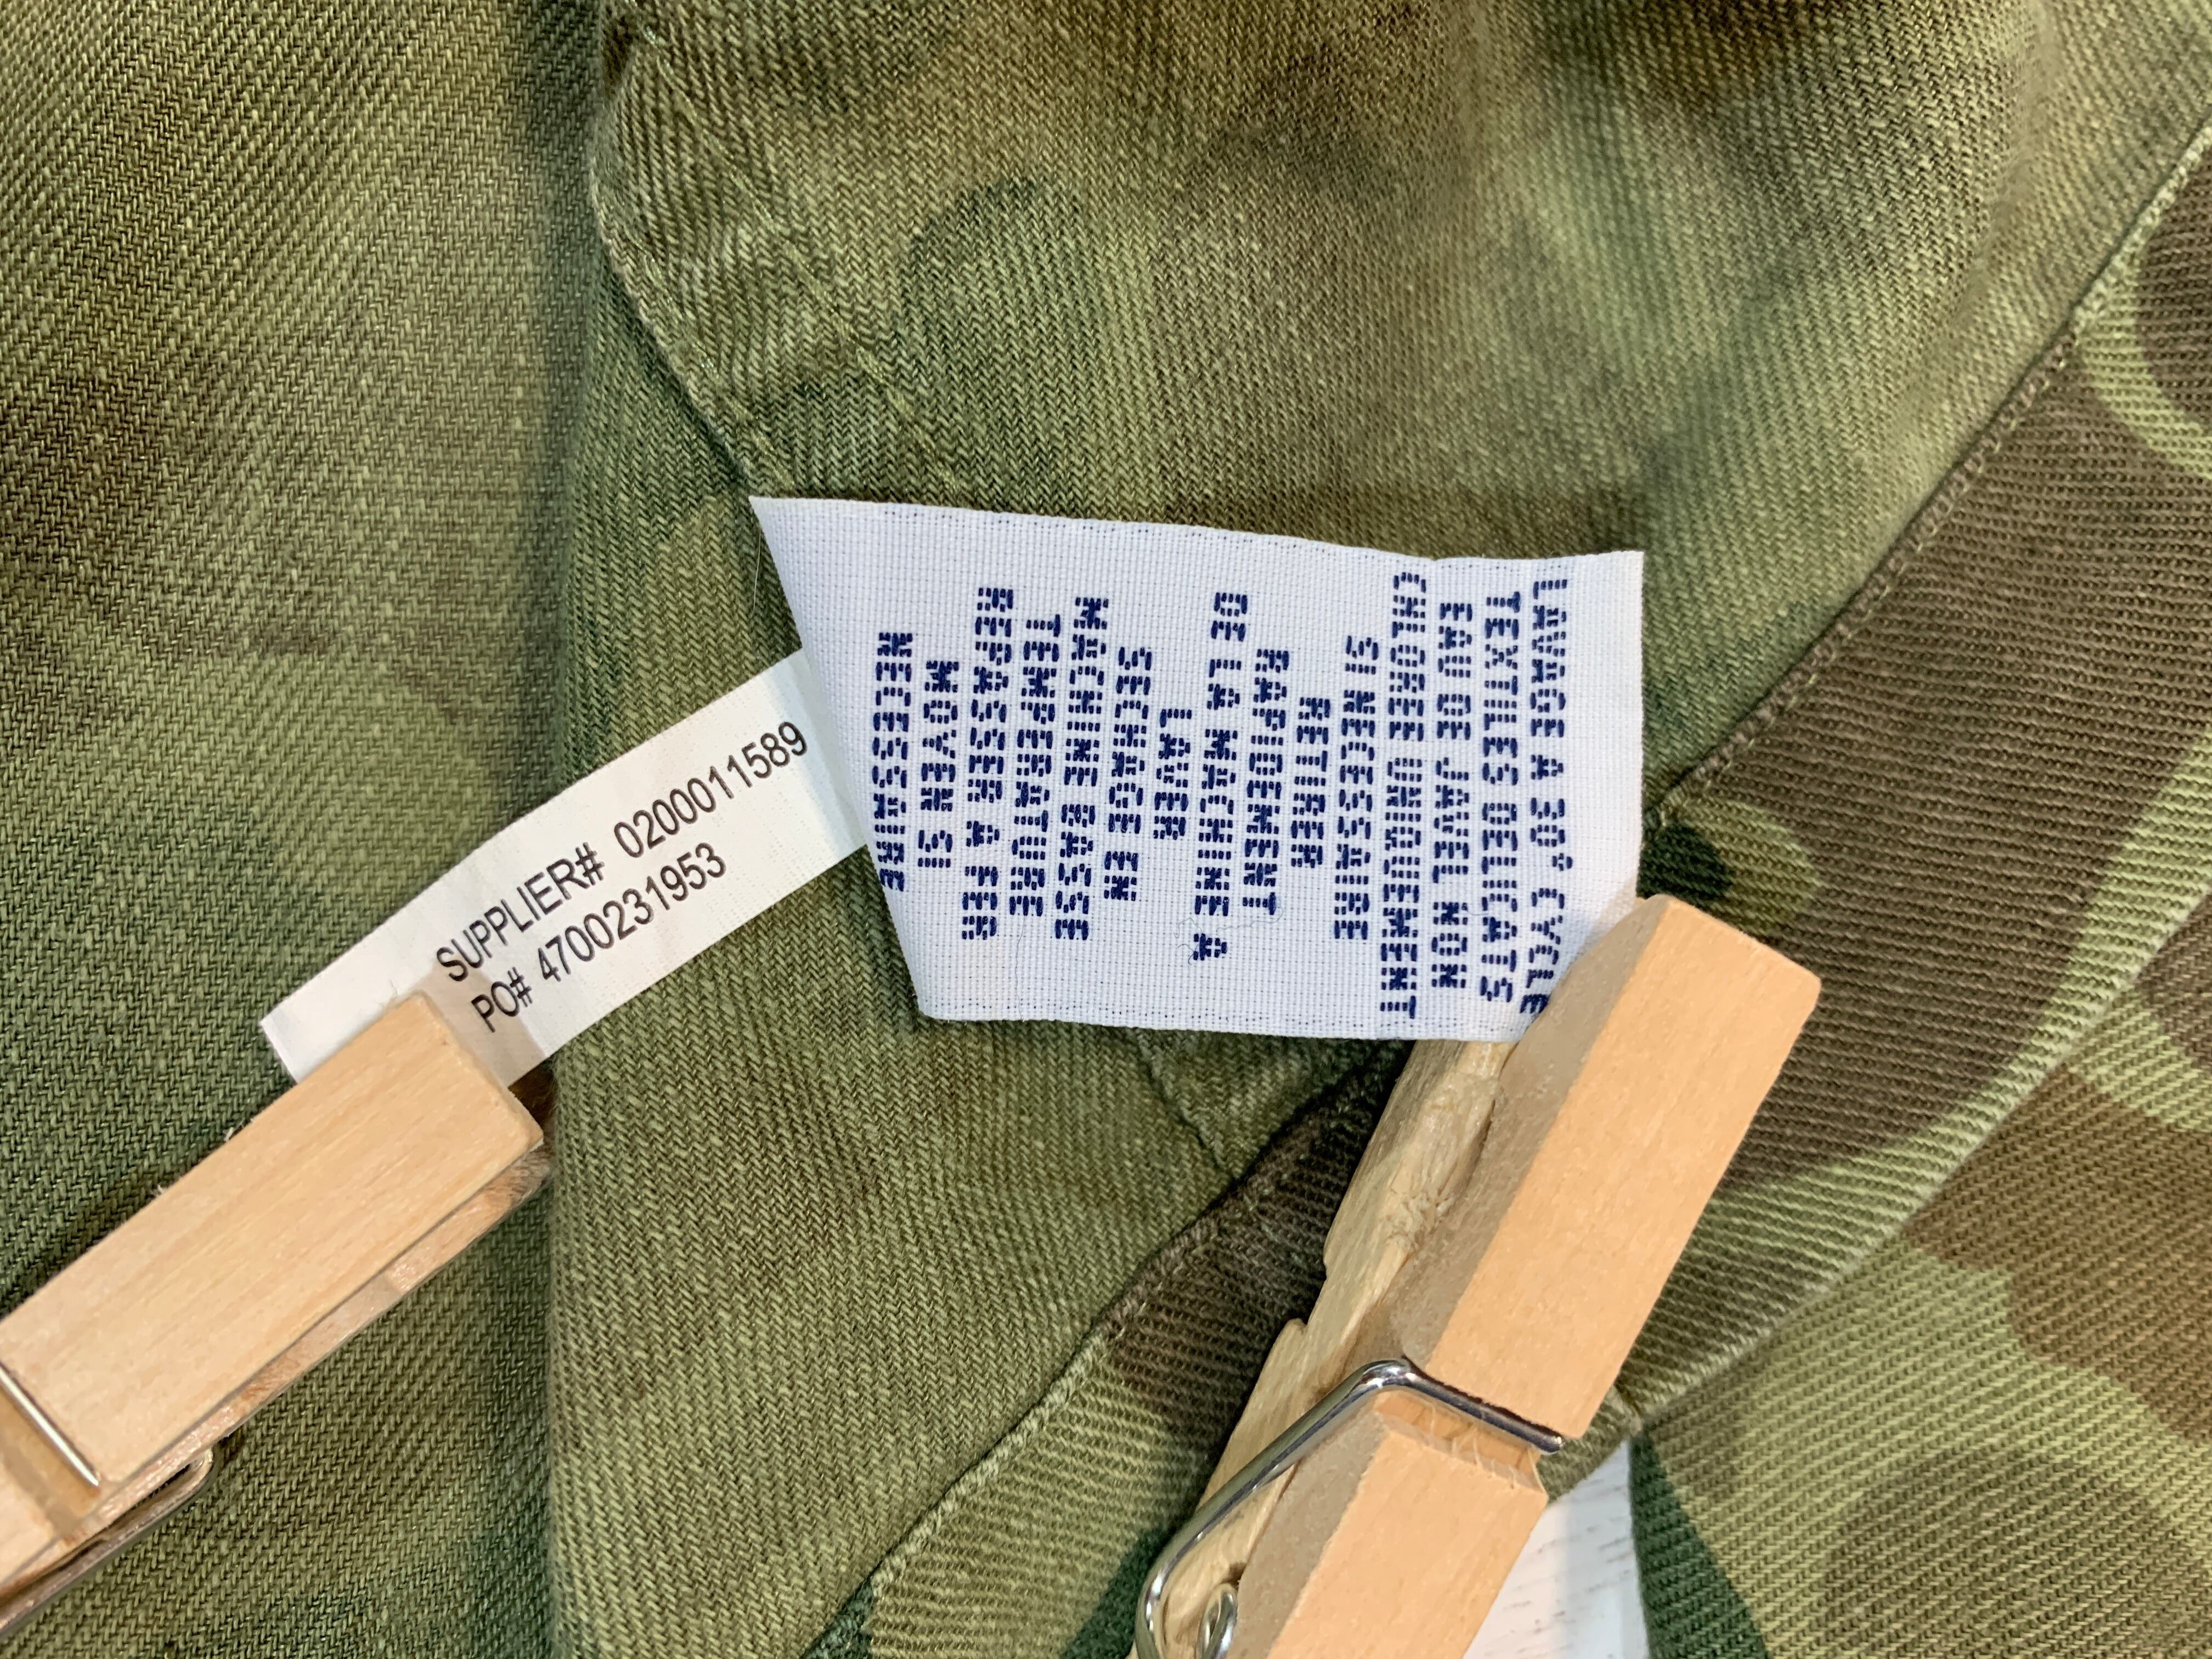 SUPPLIER# 0200011589
PO# 4700231953
LAVAGE A 30° CYCLE
TEXTILES DELICATS
EAU DE JAVEL NON
CHLOREE UNIQUEMENT
SI NECESSAIRE
RETIRER
RAPIDEMENT
DE LA MACHINE A
LAVER
SECHAGE EN
MACHINE BASSE
TEMPERATURE
REPASSER A FER
MOYEN SI
NECESSAIRE